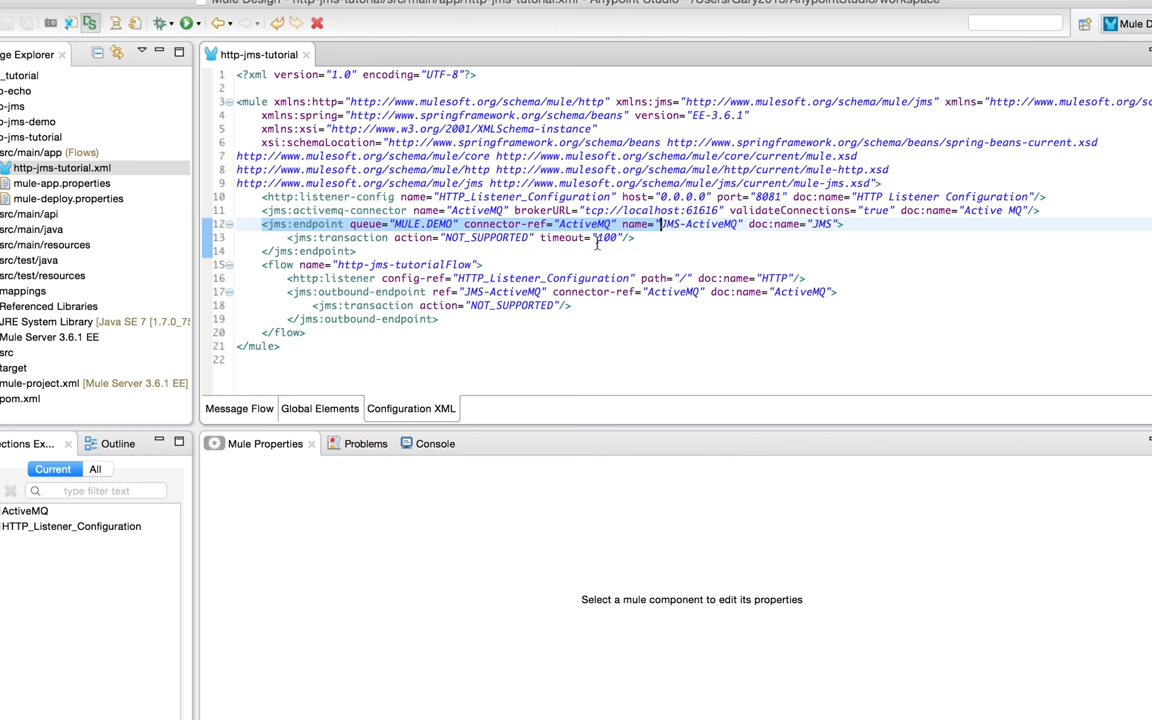 Mule Design - http-jms-tutorial/src/main/app/http-jms-tutorial.xml - Anypoint Studio - /Users/Gary2013/AnypointStudio/workspace
Mule D
ge Explorer
http-jms-tutorial
_tutorial
o-echo
o-jms
o-jms-demo
o-jms-tutorial
src/main/app (Flows)
http-jms-tutorial.xml
mule-app.properties
mule-deploy.properties
src/main/api
src/main/java
src/main/resources
src/test/java
src/test/resources
mappings
Referenced Libraries
JRE System Library [Java SE 7 [1.7.0_75
Mule Server 3.6.1 EE
src
target
mule-project.xml [Mule Server 3.6.1 EE]
pom.xml
1 <?xml version="1.0" encoding="UTF-8"?>
2
3 <mule xmlns:http="http://www.mulesoft.org/schema/mule/http" xmlns:jms="http://www.mulesoft.org/schema/mule/jms" xmlns="http://www.mulesoft.org/sc
4 xmlns:spring="http://www.springframework.org/schema/beans" version="EE-3.6.1"
5 xmlns:xsi="http://www.w3.org/2001/XMLSchema-instance"
6 xsi:schemaLocation="http://www.springframework.org/schema/beans http://www.springframework.org/schema/beans/spring-beans-current.xsd
7 http://www.mulesoft.org/schema/mule/core http://www.mulesoft.org/schema/mule/core/current/mule.xsd
8 http://www.mulesoft.org/schema/mule/http http://www.mulesoft.org/schema/mule/http/current/mule-http.xsd
9 http://www.mulesoft.org/schema/mule/jms http://www.mulesoft.org/schema/mule/jms/current/mule-jms.xsd">
10 <http:listener-config name="HTTP_Listener_Configuration" host="0.0.0.0" port="8081" doc:name="HTTP Listener Configuration"/>
11 <jms:activemq-connector name="ActiveMQ" brokerURL="tcp://localhost:61616" validateConnections="true" doc:name="Active MQ"/>
12 <jms:endpoint queue="MULE.DEMO" connector-ref="ActiveMQ" name="JMS-ActiveMQ" doc:name="JMS">
13 <jms:transaction action="NOT_SUPPORTED" timeout="100"/>
14 </jms:endpoint>
15 <flow name="http-jms-tutorialFlow">
16 <http:listener config-ref="HTTP_Listener_Configuration" path="/" doc:name="HTTP"/>
17 <jms:outbound-endpoint ref="JMS-ActiveMQ" connector-ref="ActiveMQ" doc:name="ActiveMQ">
18 <jms:transaction action="NOT_SUPPORTED"/>
19 </jms:outbound-endpoint>
20 </flow>
21 </mule>
22
Message Flow Global Elements Configuration XML
ections Ex... Outline
Current All
type filter text
ActiveMQ
HTTP_Listener_Configuration
Mule Properties Problems Console
Select a mule component to edit its properties